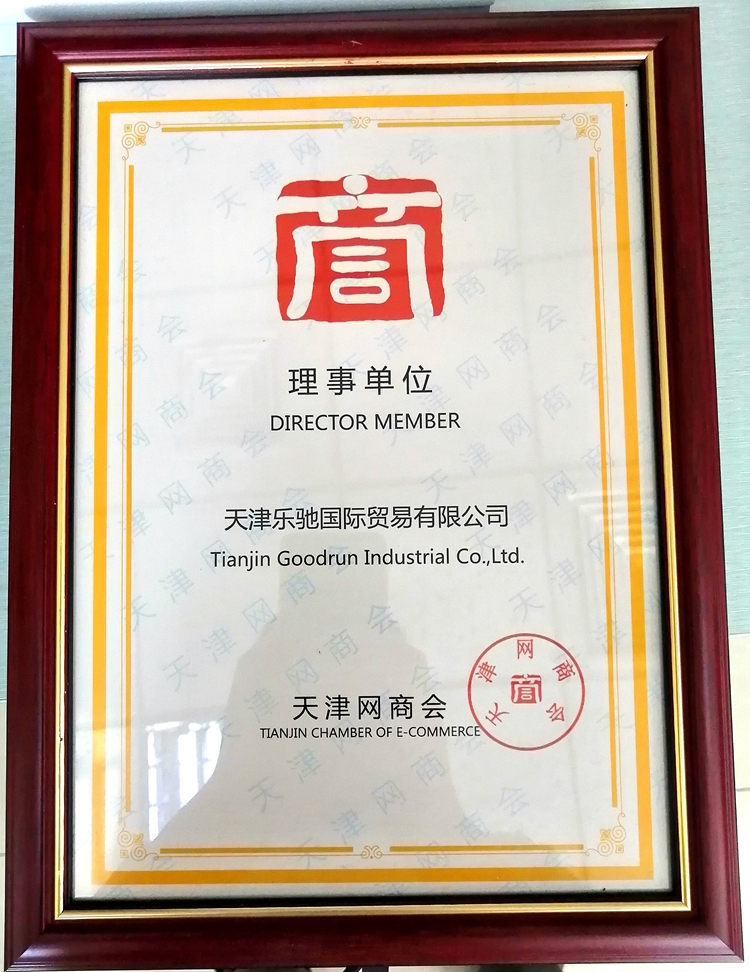 商
理事单位
DIRECTOR MEMBER
天津乐驰国际贸易有限公司
Tianjin Goodrun Industrial Co.,Ltd.
天津网商会
TIANJIN CHAMBER OF E-COMMERCE
天津网商会